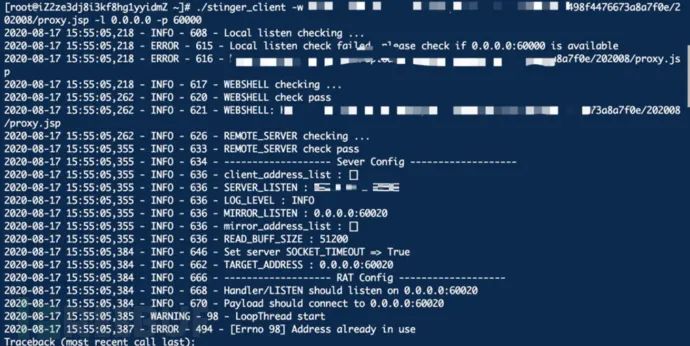 [root@iZ2ze3dj8i3kf8hg1yyidmZ ~]# ./stinger_client -w 498f4476673a8a7f0e/2
02008/proxy.jsp -l 0.0.0.0 -p 60000
2020-08-17 15:55:05,218 - INFO - 608 - Local listen checking ...
2020-08-17 15:55:05,218 - ERROR - 615 - Local listen check failed, please check if 0.0.0.0:60000 is available
2020-08-17 15:55:05,218 - ERROR - 616 - 8a7f0e/202008/proxy.js
p
2020-08-17 15:55:05,218 - INFO - 617 - WEBSHELL checking ...
2020-08-17 15:55:05,262 - INFO - 620 - WEBSHELL check pass
2020-08-17 15:55:05,262 - INFO - 621 - WEBSHELL: 73a8a7f0e/202008
/proxy.jsp
2020-08-17 15:55:05,262 - INFO - 626 - REMOTE_SERVER checking ...
2020-08-17 15:55:05,355 - INFO - 633 - REMOTE_SERVER check pass
2020-08-17 15:55:05,355 - INFO - 634 - ------------------- Sever Config -------------------
2020-08-17 15:55:05,355 - INFO - 636 - client_address_list : []
2020-08-17 15:55:05,355 - INFO - 636 - SERVER_LISTEN :
2020-08-17 15:55:05,355 - INFO - 636 - LOG_LEVEL : INFO
2020-08-17 15:55:05,355 - INFO - 636 - MIRROR_LISTEN : 0.0.0.0:60020
2020-08-17 15:55:05,355 - INFO - 636 - mirror_address_list : []
2020-08-17 15:55:05,355 - INFO - 636 - READ_BUFF_SIZE : 51200
2020-08-17 15:55:05,384 - INFO - 646 - Set server SOCKET_TIMEOUT => True
2020-08-17 15:55:05,384 - INFO - 662 - TARGET_ADDRESS : 0.0.0.0:60020
2020-08-17 15:55:05,384 - INFO - 666 - ------------------- RAT Config -------------------
2020-08-17 15:55:05,384 - INFO - 668 - Handler/LISTEN should listen on 0.0.0.0:60020
2020-08-17 15:55:05,384 - INFO - 670 - Payload should connect to 0.0.0.0:60020
2020-08-17 15:55:05,385 - WARNING - 98 - LoopThread start
2020-08-17 15:55:05,387 - ERROR - 494 - [Errno 98] Address already in use
Traceback (most recent call last):